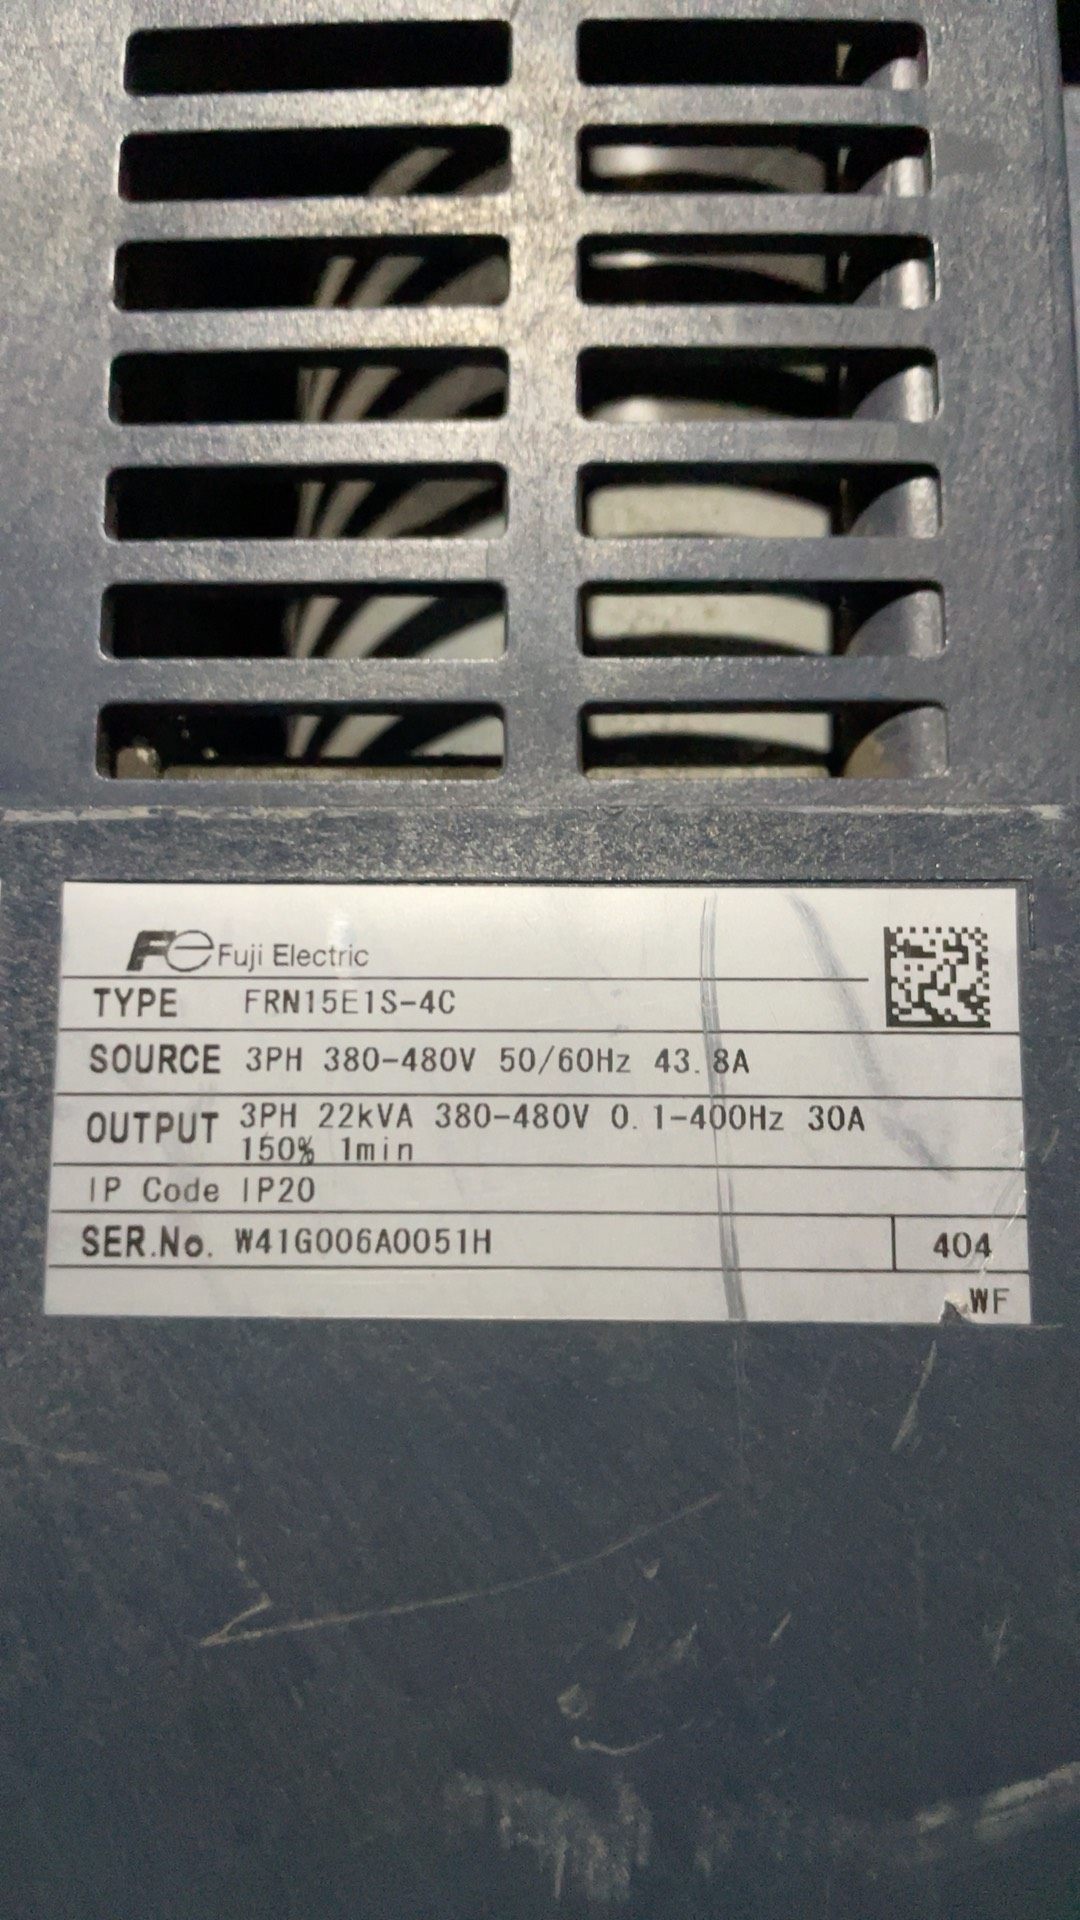 Fe Fuji Electric
TYPE FRN15E1S-4C
SOURCE 3PH 380-480V 50/60Hz 43.8A
OUTPUT 3PH 22kVA 380-480V 0.1-400Hz 30A
150% 1min
IP Code IP20
SER.No. W41G006A0051H 404
WF